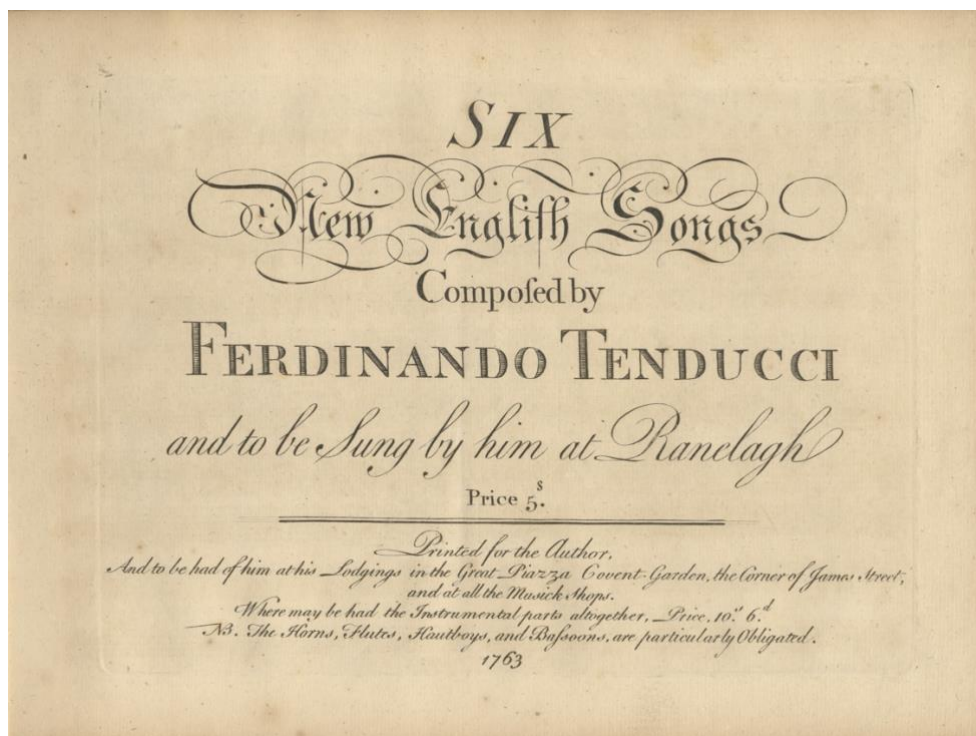 SIX
New Engliſh Songs
Compoſed by
FERDINANDO TENDUCCI
and to be Sung by him at Ranelagh
Price 5.s
Printed for the Author.
And to be had of him at his Lodgings in the Great Piazza Covent-Garden, the Corner of James Street,
and at all the Musick Shops.
Where may be had the Instrumental parts altogether, Price, 10.s 6.d
NB. The Horns, Flutes, Hautboys, and Baſsoons, are particularly Obligated.
1763